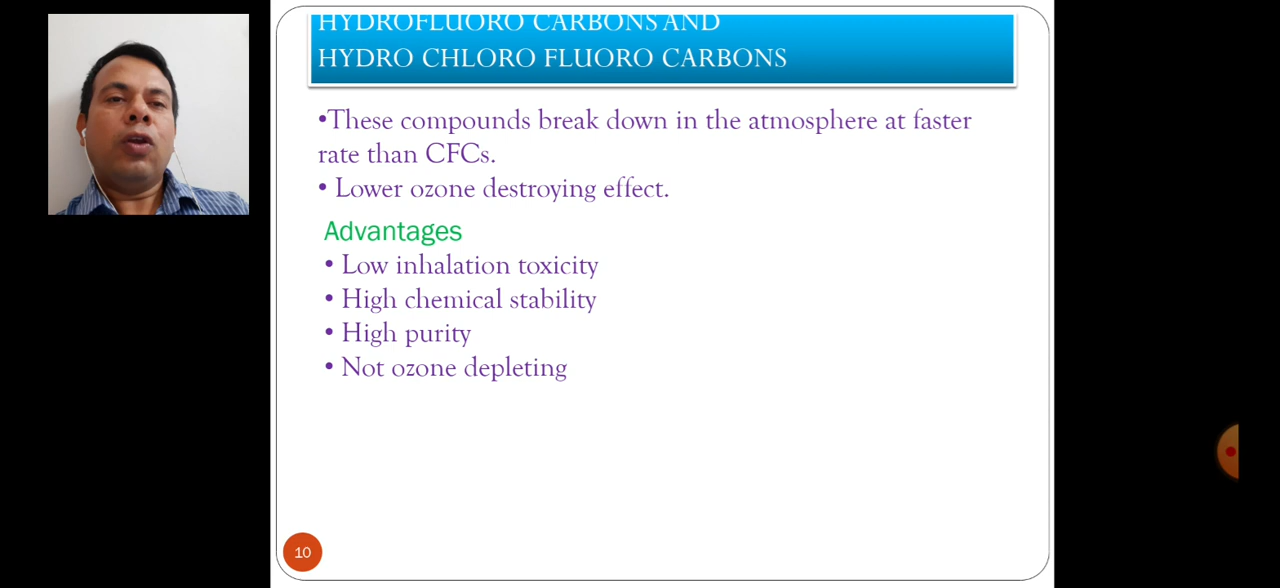 HYDROFLUORO CARBONS AND
HYDRO CHLORO FLUORO CARBONS
•These compounds break down in the atmosphere at faster
rate than CFCs.
• Lower ozone destroying effect.
Advantages
• Low inhalation toxicity
• High chemical stability
• High purity
• Not ozone depleting
10